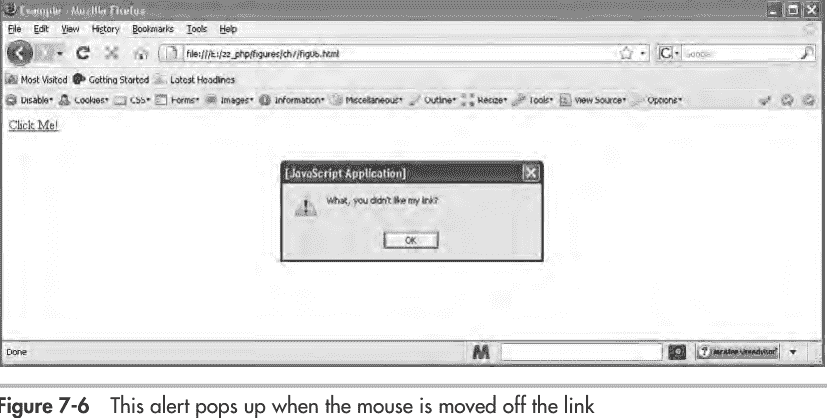 Example - Mozilla Firefox
File Edit View History Bookmarks Tools Help
file:///E:/zz_php/figures/ch7/fig06.html
Google
Most Visited Getting Started Latest Headlines
Disable Cookies CSS Forms Images Information Miscellaneous Outline Resize Tools View Source Options
Click Me!
[JavaScript Application]
What, you didn't like my link?
OK
Done
McAfee SiteAdvisor
Figure 7-6 This alert pops up when the mouse is moved off the link